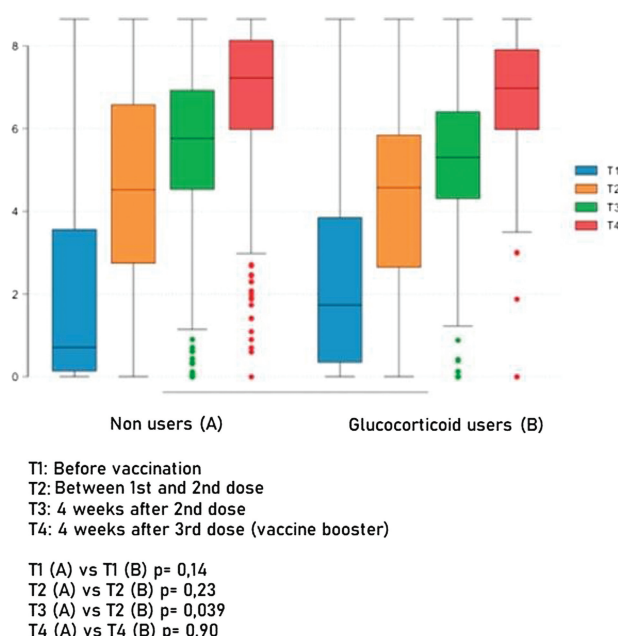 8
6
4
2
0
T1
T2
T3
T4
Non users (A)
Glucocorticoid users (B)
T1: Before vaccination
T2: Between 1st and 2nd dose
T3: 4 weeks after 2nd dose
T4: 4 weeks after 3rd dose (vaccine booster)
T1 (A) vs T1 (B) p= 0,14
T2 (A) vs T2 (B) p= 0,23
T3 (A) vs T2 (B) p= 0,039
T4 (A) vs T4 (B) p= 0,90